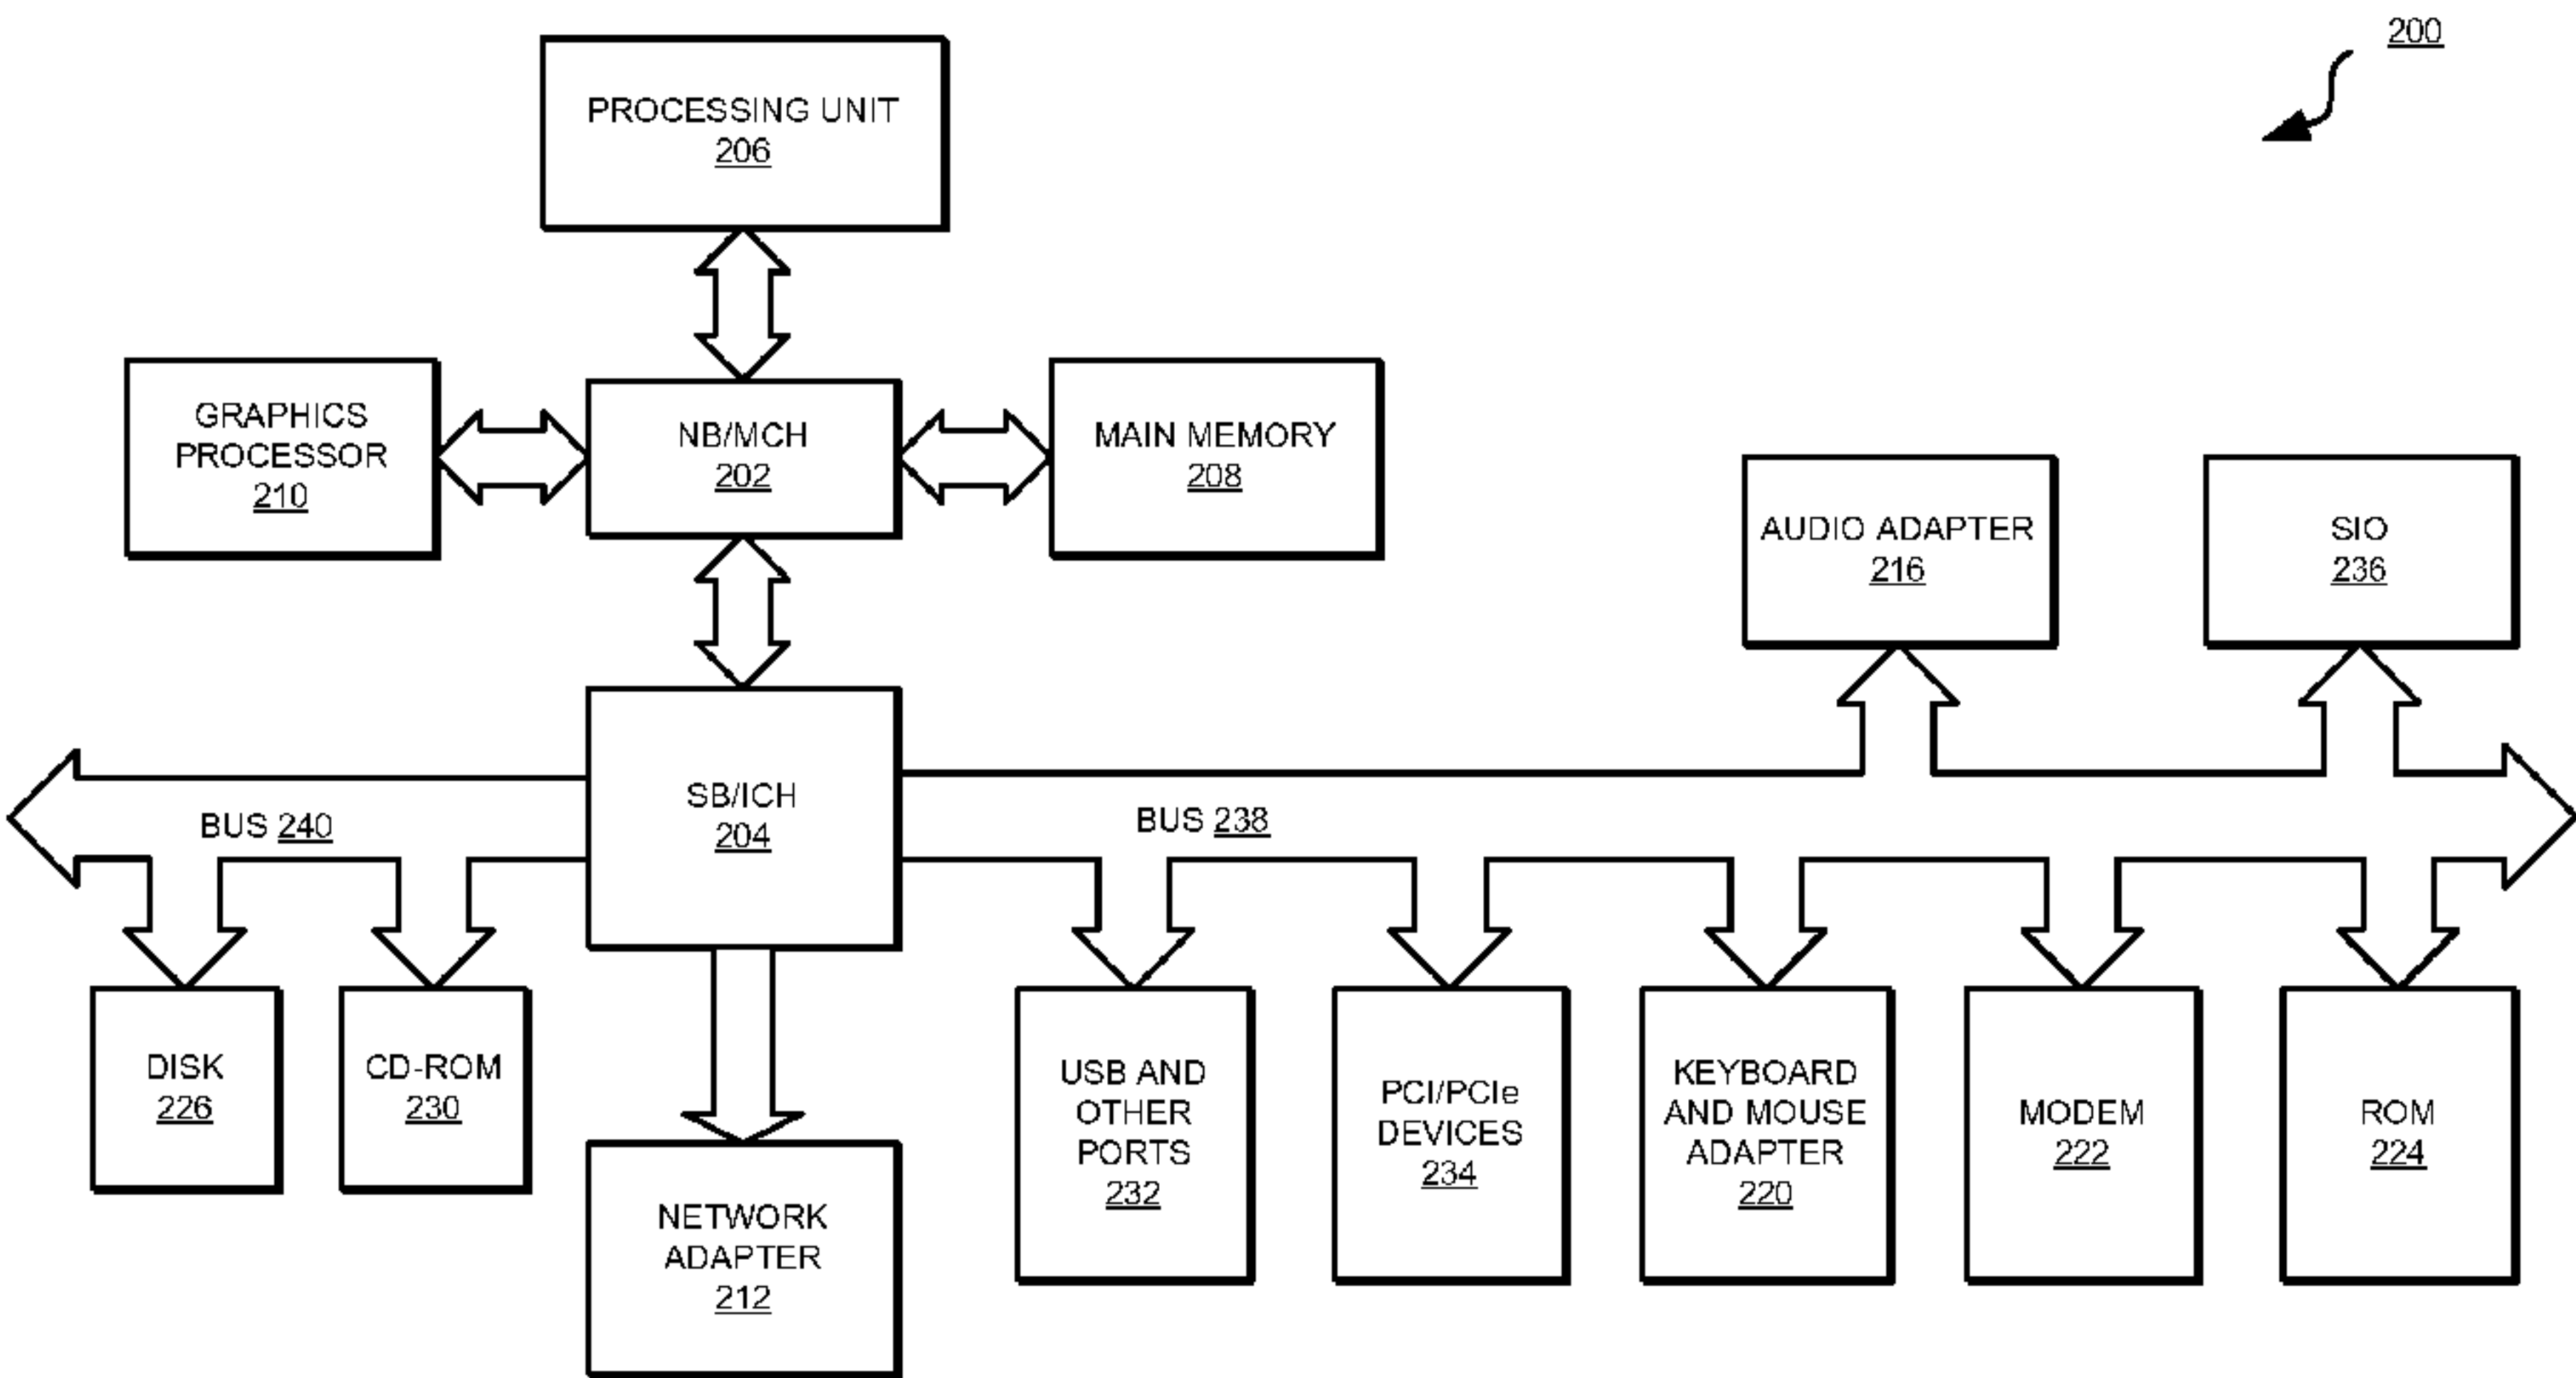 200
PROCESSING UNIT
206
GRAPHICS
PROCESSOR
210
NB/MCH
202
MAIN MEMORY
208
AUDIO ADAPTER
216
SIO
236
SB/ICH
204
BUS 240
BUS 238
DISK
226
CD-ROM
230
USB AND
OTHER
PORTS
232
PCI/PCIe
DEVICES
234
KEYBOARD
AND MOUSE
ADAPTER
220
MODEM
222
ROM
224
NETWORK
ADAPTER
212